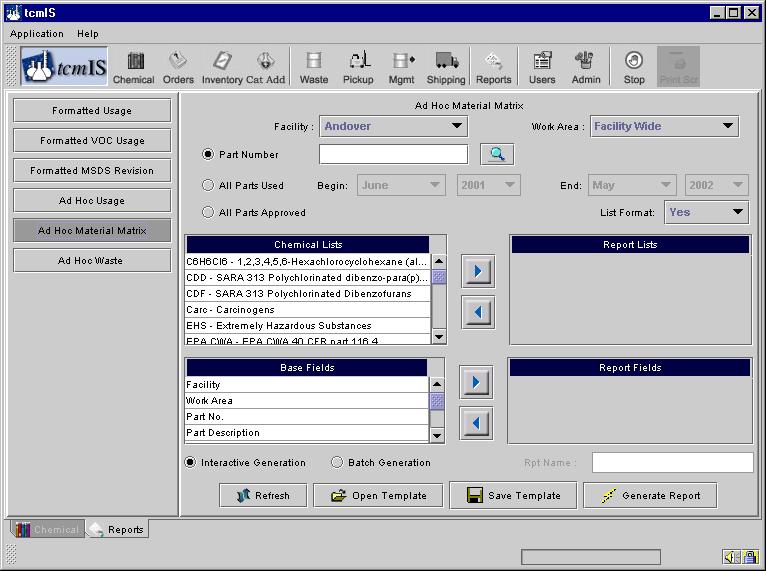 tcmIS
Application Help
tcmIS Chemical Orders Inventory Cat Add Waste Pickup Mgmt Shipping Reports Users Admin Stop Print Scr
Formatted Usage
Formatted VOC Usage
Formatted MSDS Revision
Ad Hoc Usage
Ad Hoc Material Matrix
Ad Hoc Waste
Ad Hoc Material Matrix
Facility : Andover Work Area : Facility Wide
Part Number
All Parts Used Begin: June 2001 End: May 2002
All Parts Approved List Format: Yes
Chemical Lists Report Lists
C6H6Cl6 - 1,2,3,4,5,6-Hexachlorocyclohexane (al...
CDD - SARA 313 Polychlorinated dibenzo-para(p)...
CDF - SARA 313 Polychlorinated Dibenzofurans
Carc - Carcinogens
EHS - Extremely Hazardous Substances
EPA CWA - EPA CWA 40 CFR part 116.4
Base Fields Report Fields
Facility
Work Area
Part No.
Part Description
Interactive Generation Batch Generation Rpt Name :
Refresh Open Template Save Template Generate Report
Chemical Reports